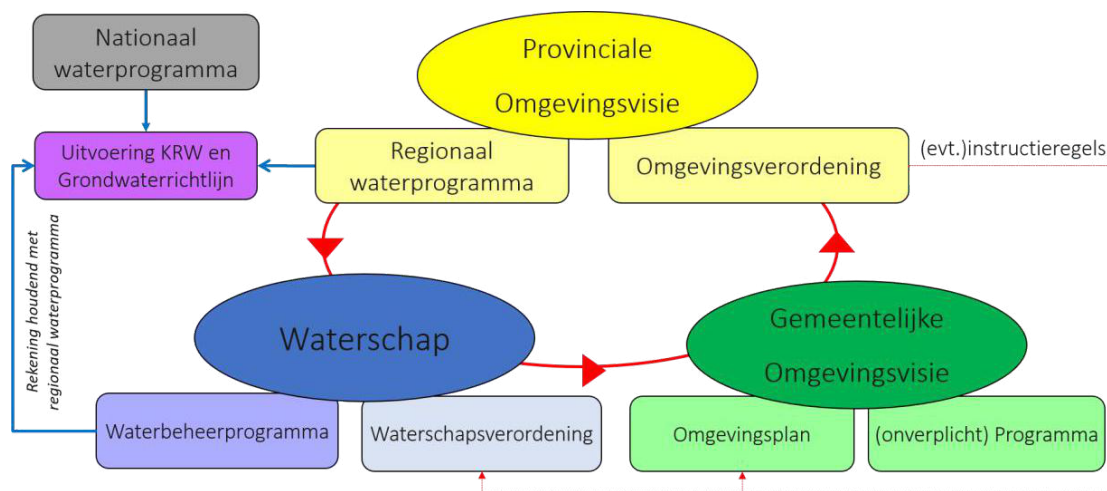 Nationaal
waterprogramma
Provinciale
Omgevingsvisie
Uitvoering KRW en
Grondwaterrichtlijn
Regionaal
waterprogramma
Omgevingsverordening
(evt.)instructieregels
Rekening houdend met
regionaal waterprogramma
Waterschap
Gemeentelijke
Omgevingsvisie
Waterbeheerprogramma
Waterschapsverordening
Omgevingsplan
(onverplicht) Programma